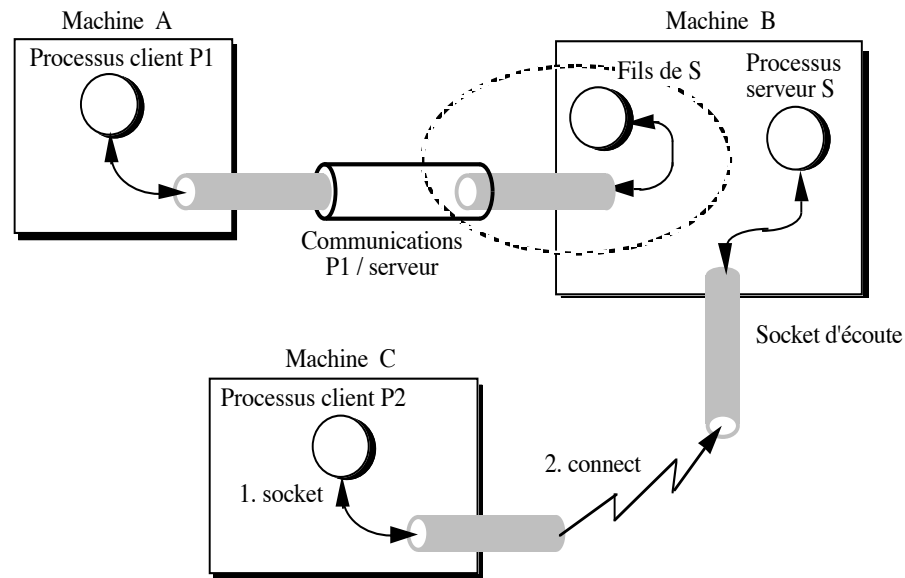 Machine A
Processus client P1
Machine B
Fils de S
Processus
serveur S
Communications
P1 / serveur
Socket d'écoute
Machine C
Processus client P2
1. socket
2. connect